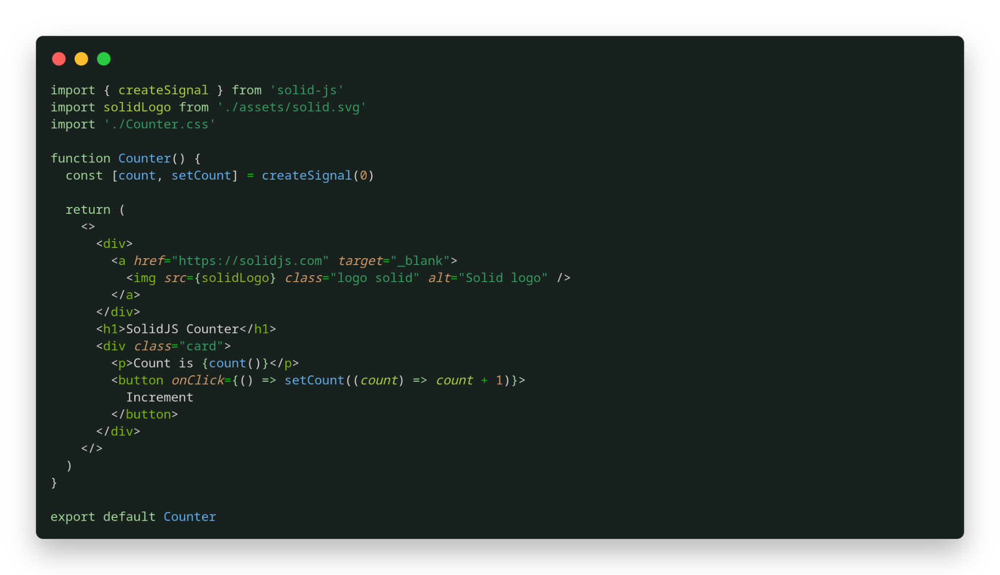 import { createSignal } from 'solid-js'
import solidLogo from './assets/solid.svg'
import './Counter.css'

function Counter() {
  const [count, setCount] = createSignal(0)

  return (
    <>
      <div>
        <a href="https://solidjs.com" target="_blank">
          <img src={solidLogo} class="logo solid" alt="Solid logo" />
        </a>
      </div>
      <h1>SolidJS Counter</h1>
      <div class="card">
        <p>Count is {count()}</p>
        <button onClick={() => setCount((count) => count + 1)}>
          Increment
        </button>
      </div>
    </>
  )
}

export default Counter